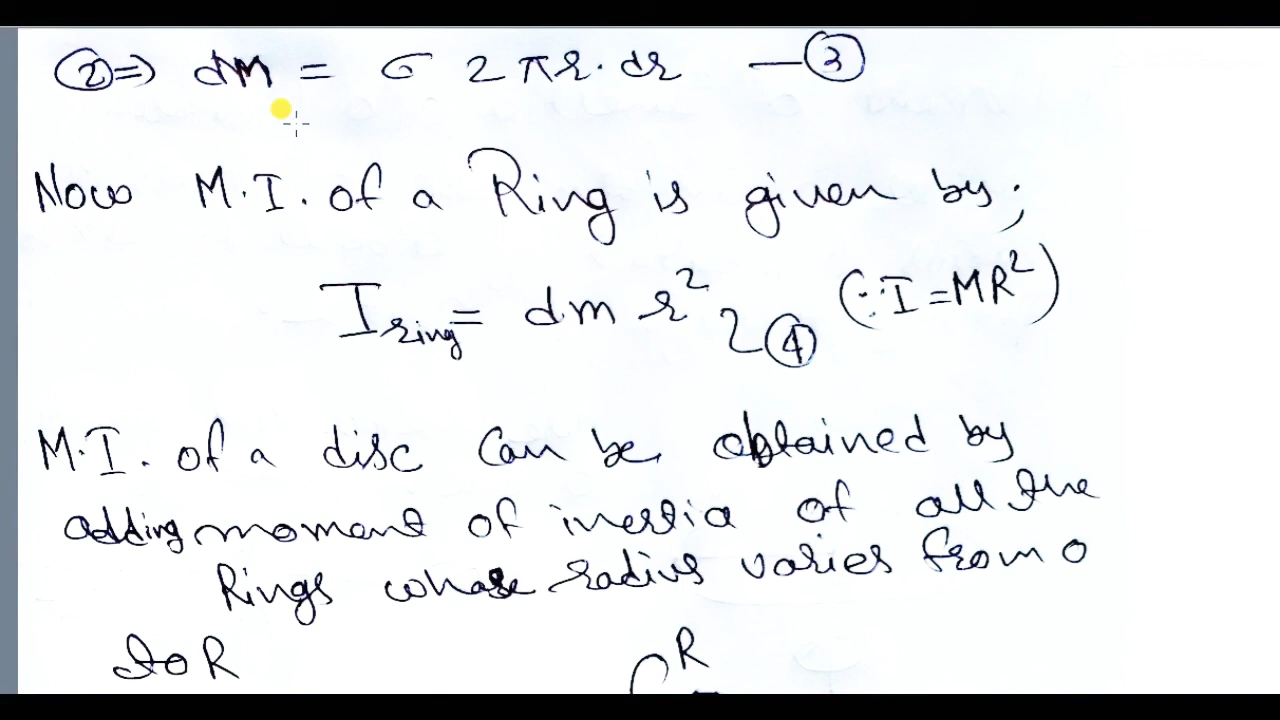 ② ⇒ dm = σ 2πr·dr — ③
Now M.I. of a Ring is given by;
I ring = dm r² ④ (∵ I = MR²)
M.I. of a disc can be obtained by
adding moment of inertia of all the
Rings whose radius varies from 0
to R
∫ R